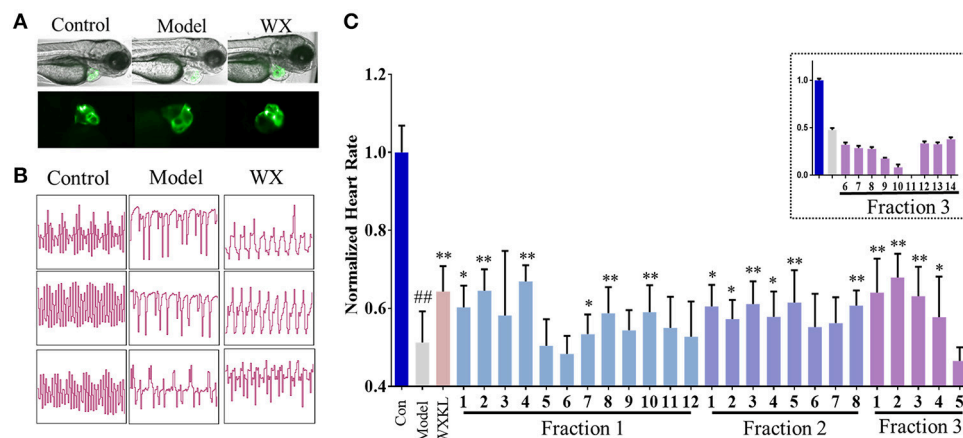 A
Control Model WX
B
Control Model WX
C
Normalized Heart Rate
1.2
1.0
0.8
0.6
0.4
## ** * ** ** * ** ** * * ** * ** ** ** ** ** *
Con Model WXKL 1 2 3 4 5 6 7 8 9 10 11 12 1 2 3 4 5 6 7 8 1 2 3 4 5
Fraction 1 Fraction 2 Fraction 3
1.0
0.5
0.0
6 7 8 9 10 11 12 13 14
Fraction 3